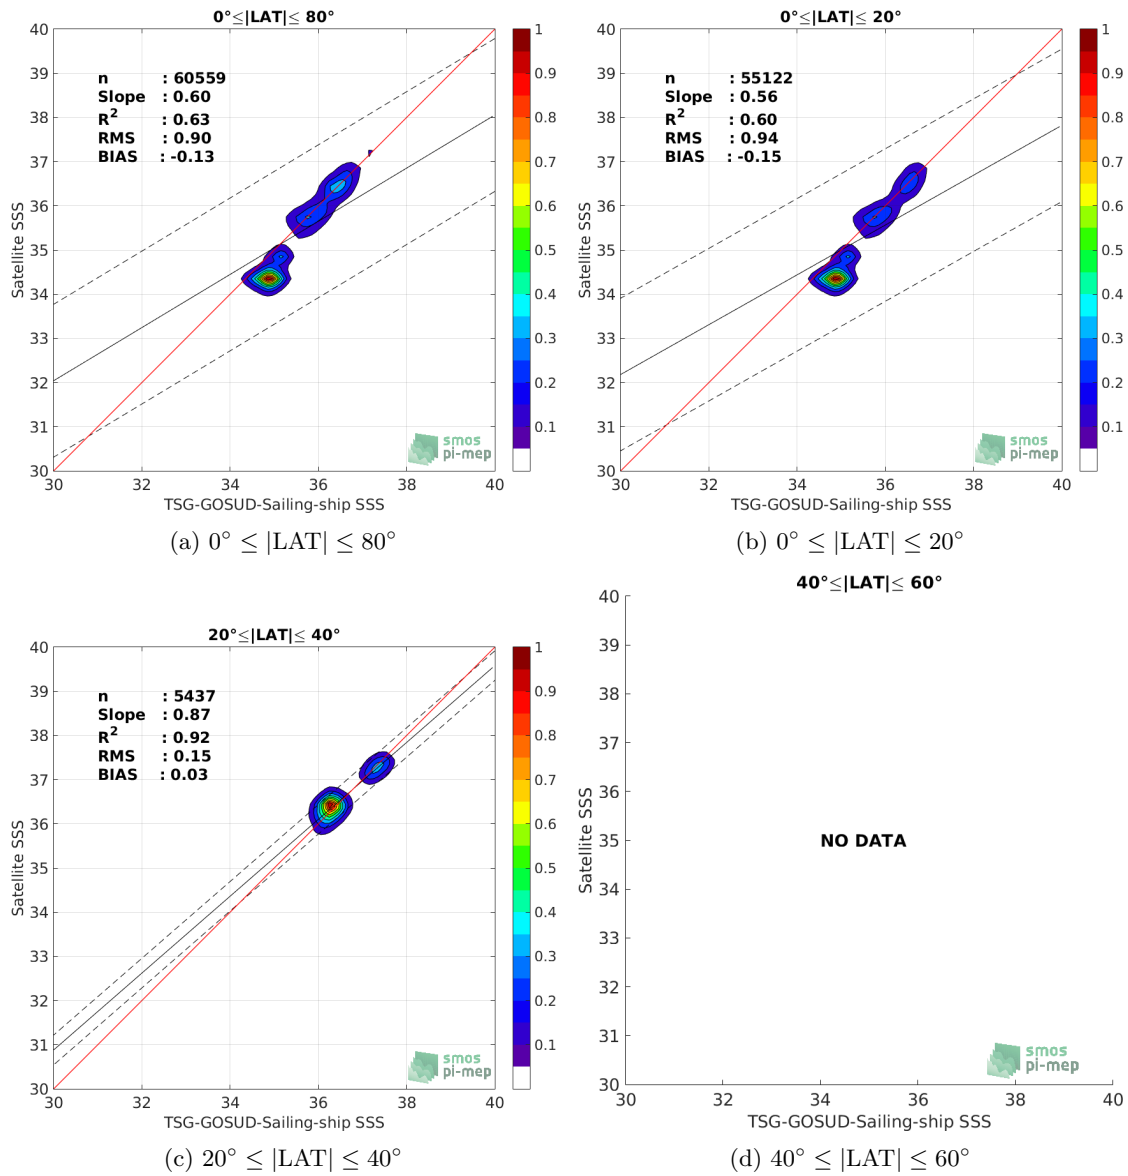 0°≤|LAT|≤ 80°
40
39
38
37
36
35
34
33
32
31
30
Satellite SSS
n : 60559
Slope : 0.60
R² : 0.63
RMS : 0.90
BIAS : -0.13
1
0.9
0.8
0.7
0.6
0.5
0.4
0.3
0.2
0.1
smos
pi-mep
30 32 34 36 38 40
TSG-GOSUD-Sailing-ship SSS
(a) 0° ≤ |LAT| ≤ 80°
0°≤|LAT|≤ 20°
40
39
38
37
36
35
34
33
32
31
30
Satellite SSS
n : 55122
Slope : 0.56
R² : 0.60
RMS : 0.94
BIAS : -0.15
1
0.9
0.8
0.7
0.6
0.5
0.4
0.3
0.2
0.1
smos
pi-mep
30 32 34 36 38 40
TSG-GOSUD-Sailing-ship SSS
(b) 0° ≤ |LAT| ≤ 20°
20°≤|LAT|≤ 40°
40
39
38
37
36
35
34
33
32
31
30
Satellite SSS
n : 5437
Slope : 0.87
R² : 0.92
RMS : 0.15
BIAS : 0.03
1
0.9
0.8
0.7
0.6
0.5
0.4
0.3
0.2
0.1
smos
pi-mep
30 32 34 36 38 40
TSG-GOSUD-Sailing-ship SSS
(c) 20° ≤ |LAT| ≤ 40°
40°≤|LAT|≤ 60°
40
39
38
37
36
35
34
33
32
31
30
Satellite SSS
NO DATA
smos
pi-mep
30 32 34 36 38 40
TSG-GOSUD-Sailing-ship SSS
(d) 40° ≤ |LAT| ≤ 60°